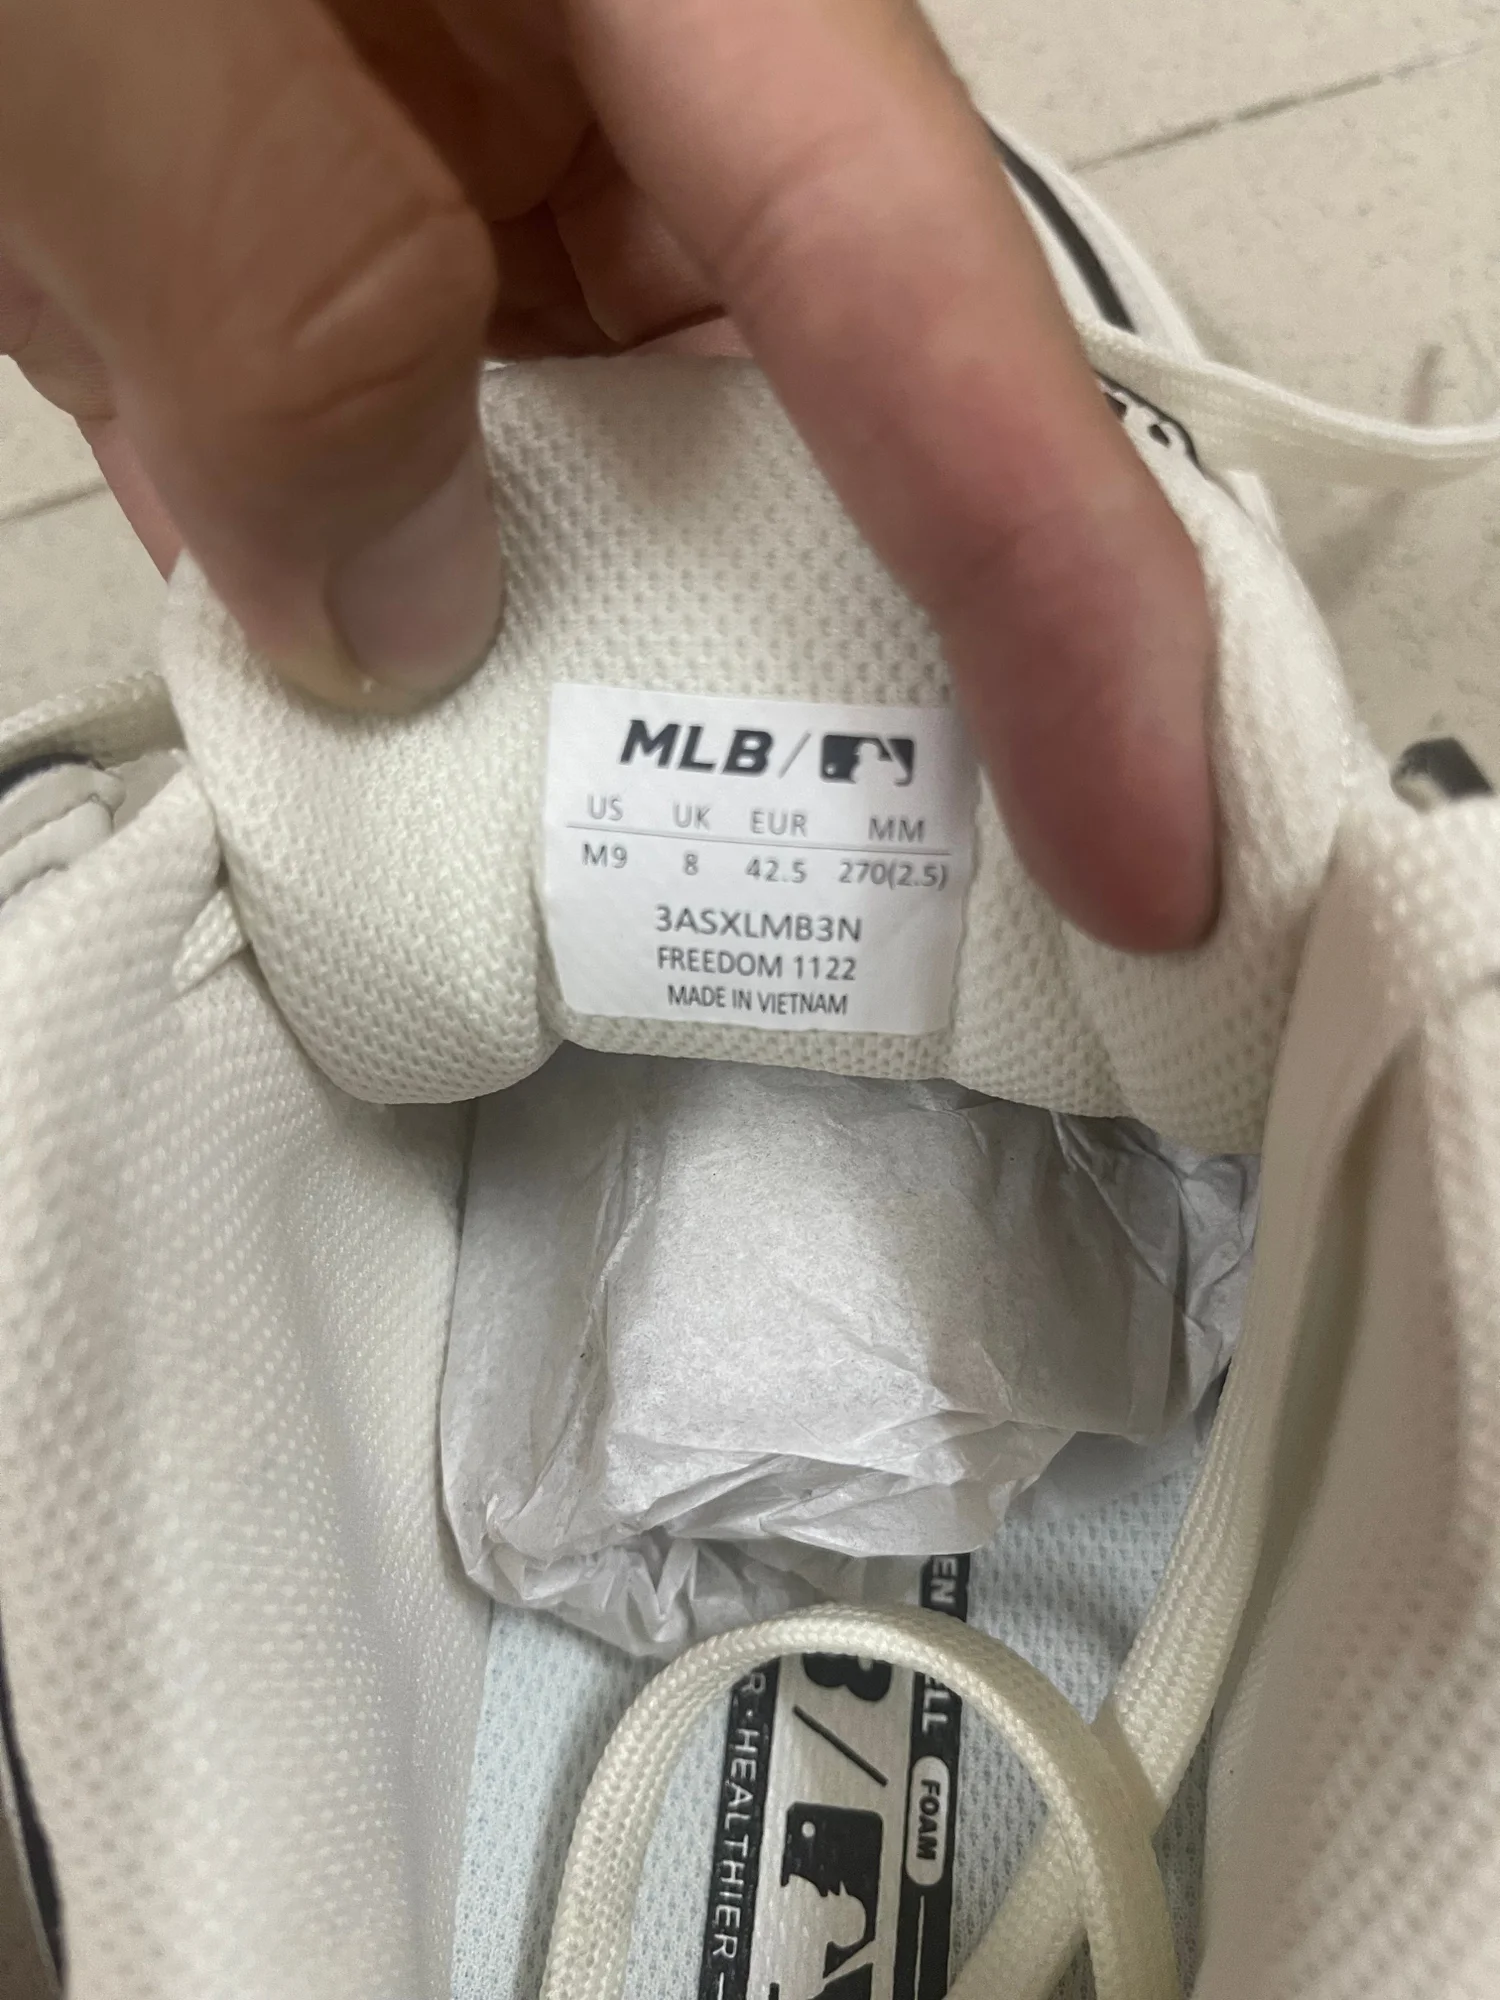 MLB
US UK EUR MM
M9 8 42.5 270(2.5)
3ASXLMB3N
FREEDOM 1122
MADE IN VIETNAM
FOAM
HEALTHIER